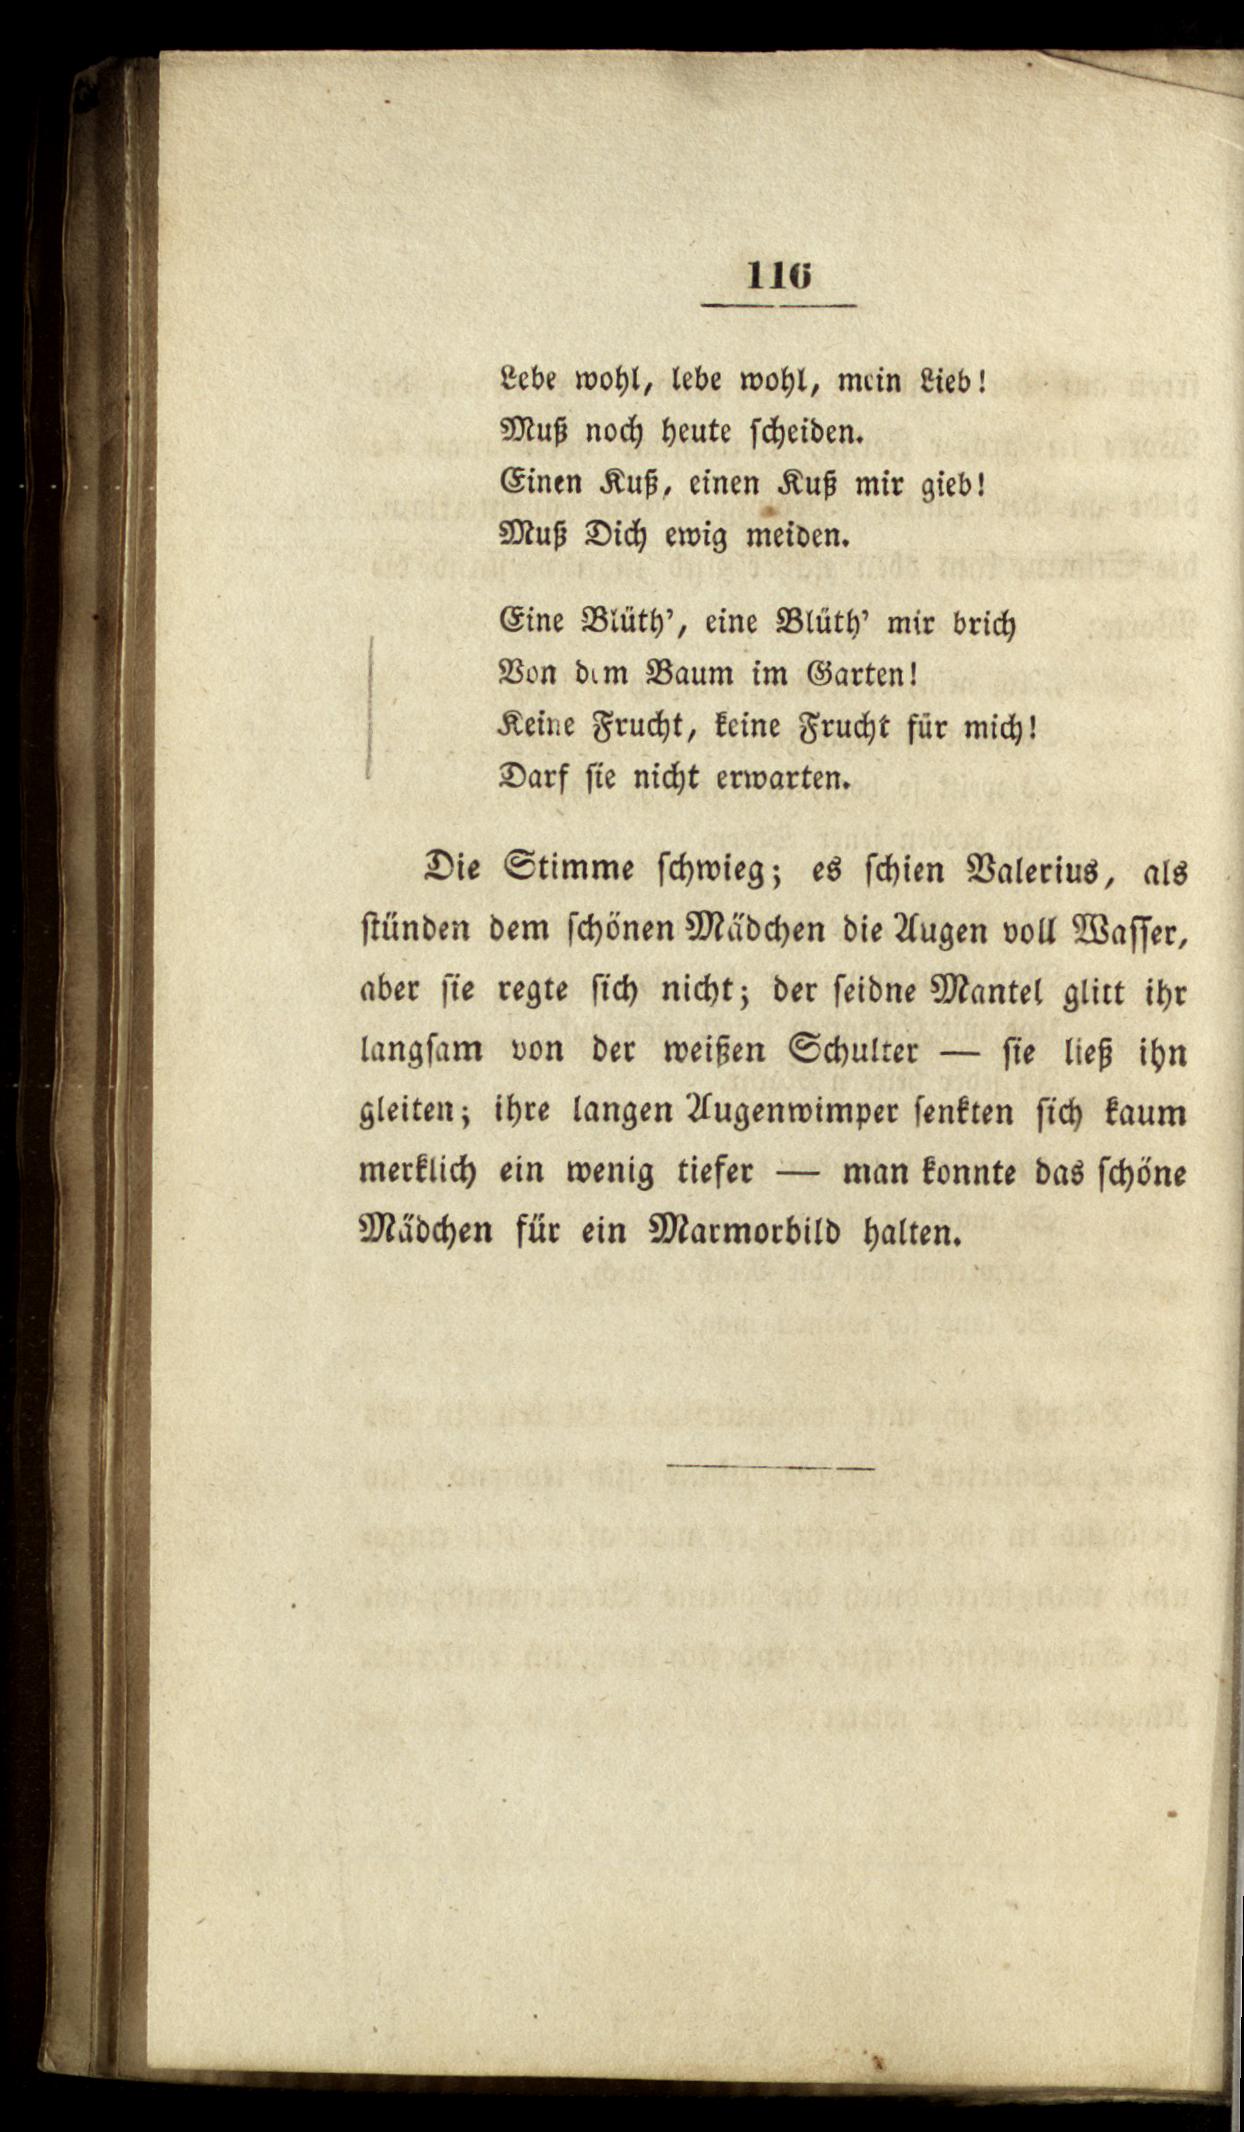 116
Lebe wohl, lebe wohl, mein Lieb!
Muß noch heute ſcheiden.
Einen Kuß, einen Kuß mir gieb!
Muß Dich ewig meiden.
Eine Blüth’, eine Blüth’ mir brich
Von dem Baum im Garten!
Keine Frucht, keine Frucht für mich!
Darf ſie nicht erwarten.
Die Stimme ſchwieg; es ſchien Valerius, als
ſtünden dem ſchönen Mädchen die Augen voll Waſſer,
aber ſie regte ſich nicht; der ſeidne Mantel glitt ihr
langſam von der weißen Schulter — ſie ließ ihn
gleiten; ihre langen Augenwimper ſenkten ſich kaum
merklich ein wenig tiefer — man konnte das ſchöne
Mädchen für ein Marmorbild halten.